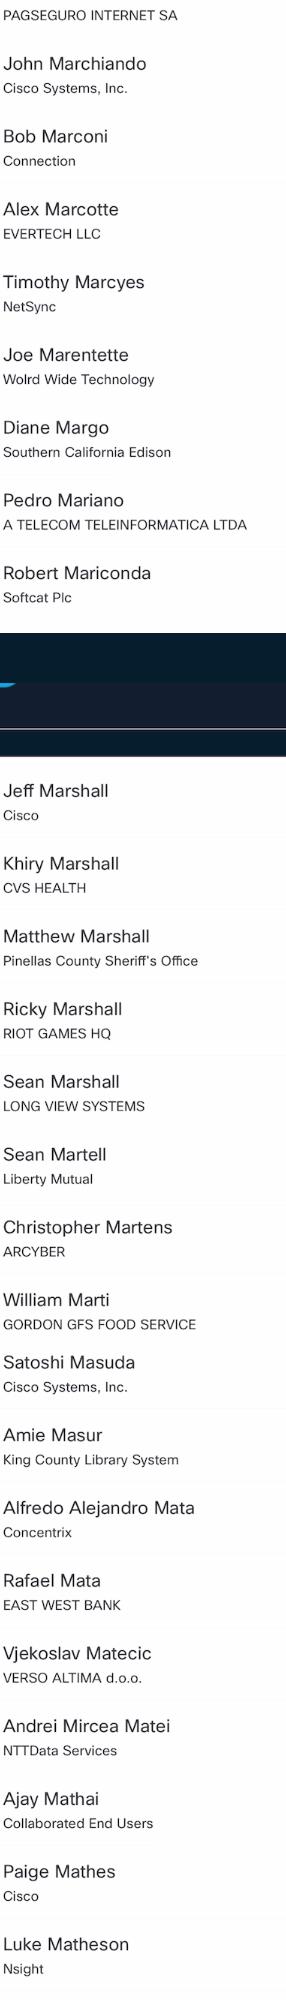 PAGSEGURO INTERNET SA
John Marchiando
Cisco Systems, Inc.
Bob Marconi
Connection
Alex Marcotte
EVERTECH LLC
Timothy Marcyes
NetSync
Joe Marentette
Wolrd Wide Technology
Diane Margo
Southern California Edison
Pedro Mariano
A TELECOM TELEINFORMATICA LTDA
Robert Mariconda
Softcat Plc
Jeff Marshall
Cisco
Khiry Marshall
CVS HEALTH
Matthew Marshall
Pinellas County Sheriff's Office
Ricky Marshall
RIOT GAMES HQ
Sean Marshall
LONG VIEW SYSTEMS
Sean Martell
Liberty Mutual
Christopher Martens
ARCYBER
William Marti
GORDON GFS FOOD SERVICE
Satoshi Masuda
Cisco Systems, Inc.
Amie Masur
King County Library System
Alfredo Alejandro Mata
Concentrix
Rafael Mata
EAST WEST BANK
Vjekoslav Matecic
VERSO ALTIMA d.o.o.
Andrei Mircea Matei
NTTData Services
Ajay Mathai
Collaborated End Users
Paige Mathes
Cisco
Luke Matheson
Nsight